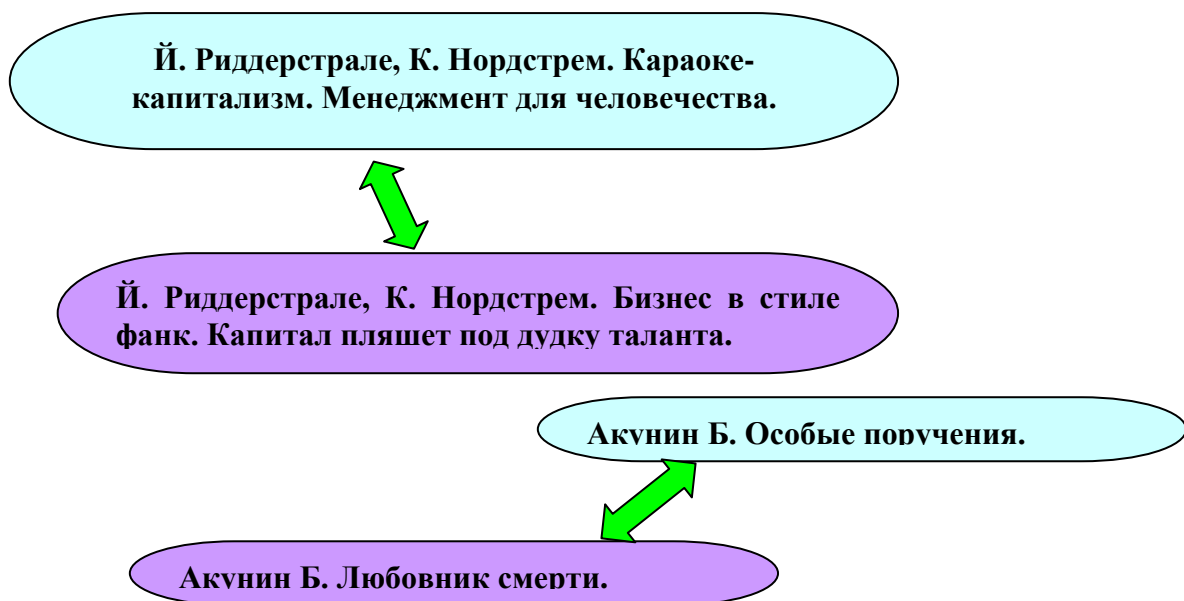 Й. Риддерстрале, К. Нордстрем. Караоке-
капитализм. Менеджмент для человечества.
Й. Риддерстрале, К. Нордстрем. Бизнес в стиле
фанк. Капитал пляшет под дудку таланта.
Акунин Б. Особые поручения.
Акунин Б. Любовник смерти.